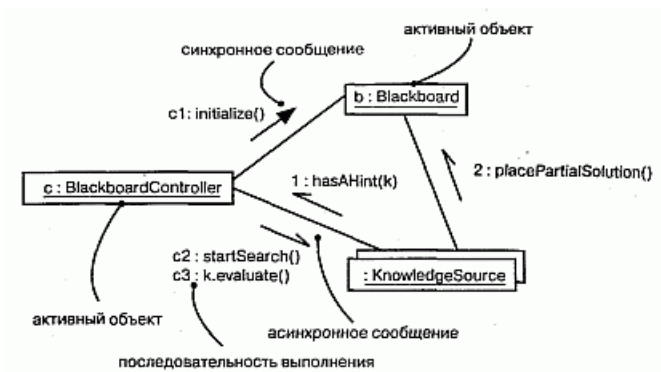 активный объект
синхронное сообщение
c1: initialize()
b : Blackboard
c : BlackboardController
1 : hasAHint(k)
2 : placePartialSolution()
c2 : startSearch()
c3 : k.evaluate()
: KnowledgeSource
активный объект
асинхронное сообщение
последовательность выполнения